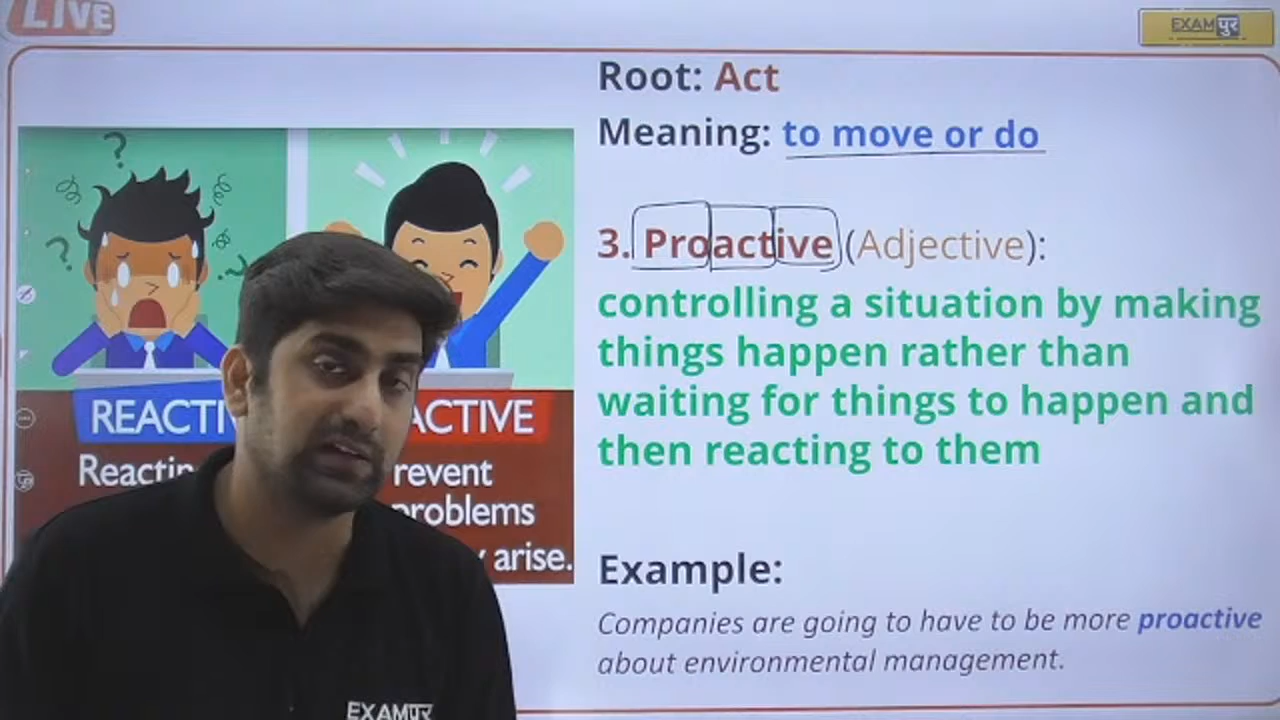 LIVE
EXAMपुर
Root: Act
Meaning: to move or do
3. Proactive (Adjective):
controlling a situation by making
things happen rather than
waiting for things to happen and
then reacting to them
Example:
Companies are going to have to be more proactive
about environmental management.
REACTI ACTIVE
Reactin revent
problems
arise.
EXAMपुर